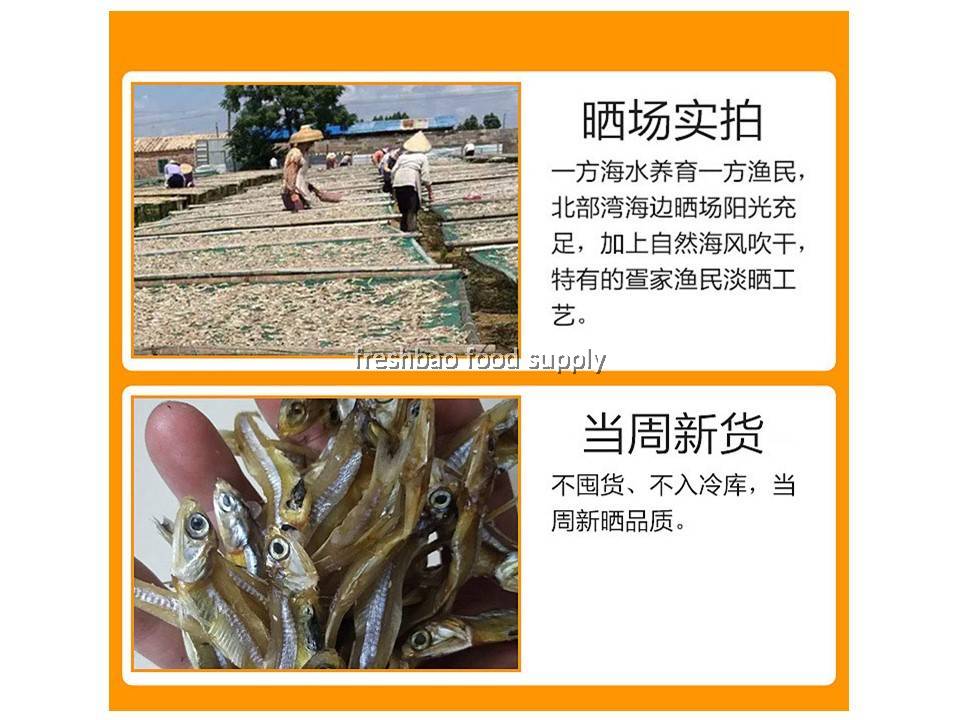 晒场实拍
一方海水养育一方渔民，
北部湾海边晒场阳光充
足，加上自然海风吹干，
特有的疍家渔民淡晒工
艺。
freshbao food supply
当周新货
不囤货、不入冷库，当
周新晒品质。